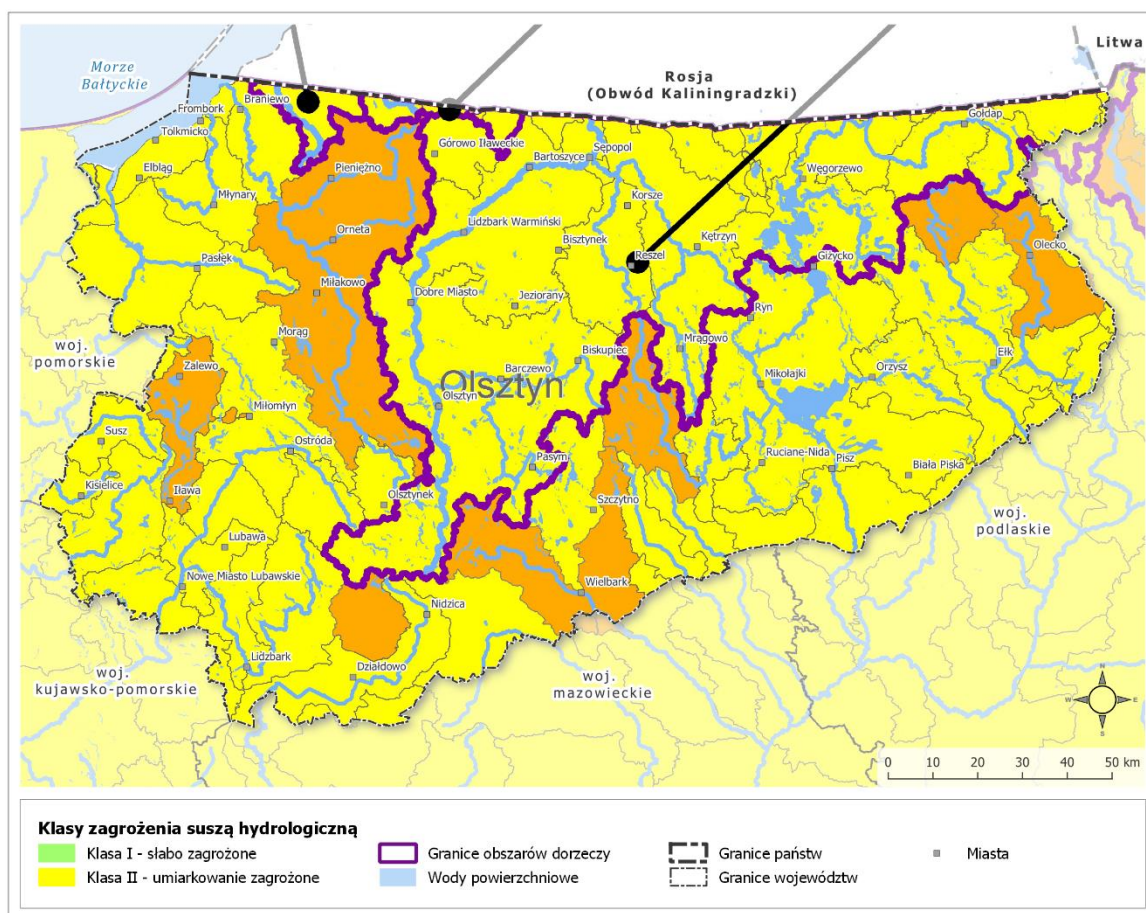 Morze
Bałtyckie
Rosja
(Obwód Kaliningradzki)
Litwa
Braniewo
Frombork
Tolkmicko
Gołdap
Górowo Iławeckie
Sępopol
Bartoszyce
Elbląg
Pieniężno
Węgorzewo
Młynary
Korsze
Lidzbark Warmiński
Orneta
Bisztynek
Kętrzyn
Olecko
Reszel
Giżycko
Pasłęk
Miłakowo
Dobre Miasto
Jeziorany
Ryn
Morąg
woj.
pomorskie
Mrągowo
Zalewo
Biskupiec
Ełk
Barczewo
Olsztyn
Mikołajki
Orzysz
Olsztyn
Miłomłyn
Susz
Ostróda
Ruciane-Nida
Pasym
Pisz
Biała Piska
Kisielice
Iława
Olsztynek
Szczytno
woj.
podlaskie
Lubawa
Nowe Miasto Lubawskie
Wielbark
Nidzica
Lidzbark
Działdowo
woj.
kujawsko-pomorskie
woj.
mazowieckie
N
W
E
S
0 10 20 30 40 50 km
Klasy zagrożenia suszą hydrologiczną
Klasa I - słabo zagrożone
Granice obszarów dorzeczy
Granice państw
Miasta
Klasa II - umiarkowanie zagrożone
Wody powierzchniowe
Granice województw